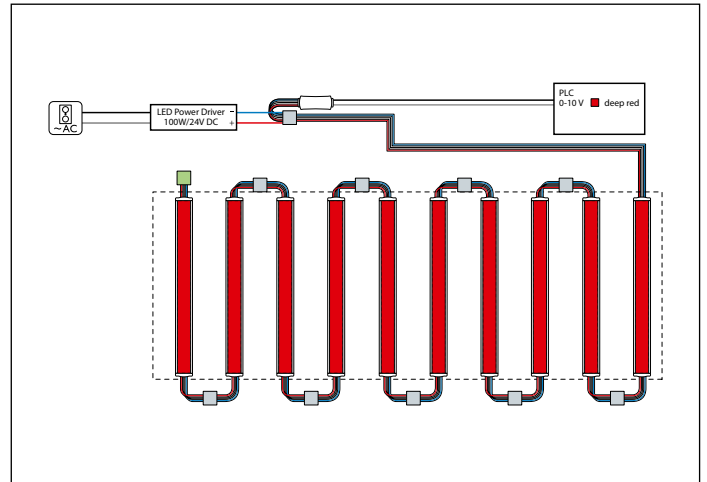 ~AC
LED Power Driver
100W/24V DC
-
+
PLC
0-10 V deep red